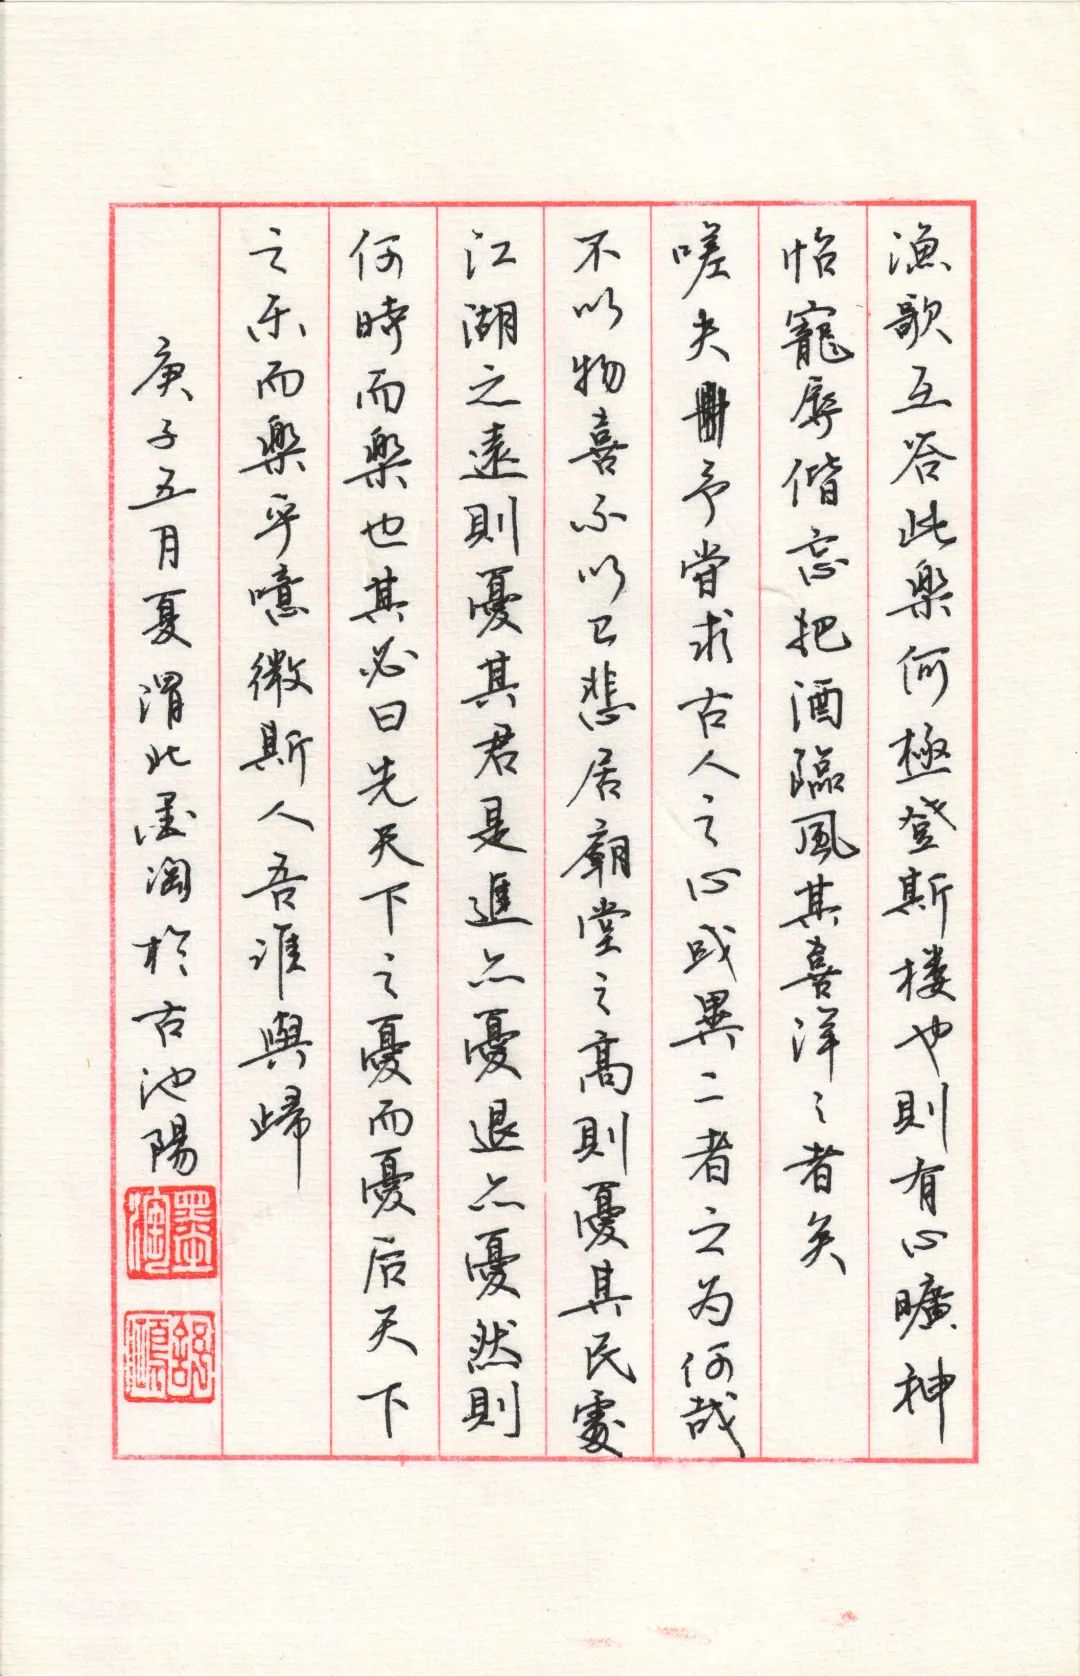 漁歌互答此樂何極登斯楼也則有心曠神
怡寵辱偕忘把酒臨風其喜洋〻者矣
嗟夫予嘗求古人之心或異二者之为何哉
不以物喜不以己悲居廟堂之高則憂其民處
江湖之遠則憂其君是進亦憂退亦憂然則
何時而樂也其必曰先天下之憂而憂后天下
之乐而樂乎噫微斯人吾誰與歸
庚子五月夏渭北墨淘於古池陽